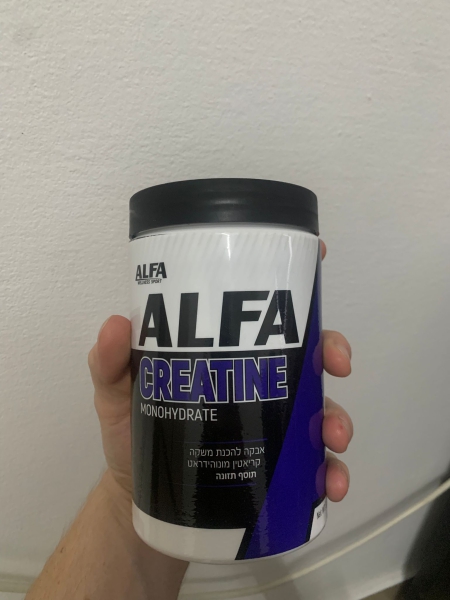 ALFA
WELLNESS SPORT
ALFA
CREATINE
MONOHYDRATE
אבקה להכנת משקה
קריאטין מונוהידראט
תוסף תזונה